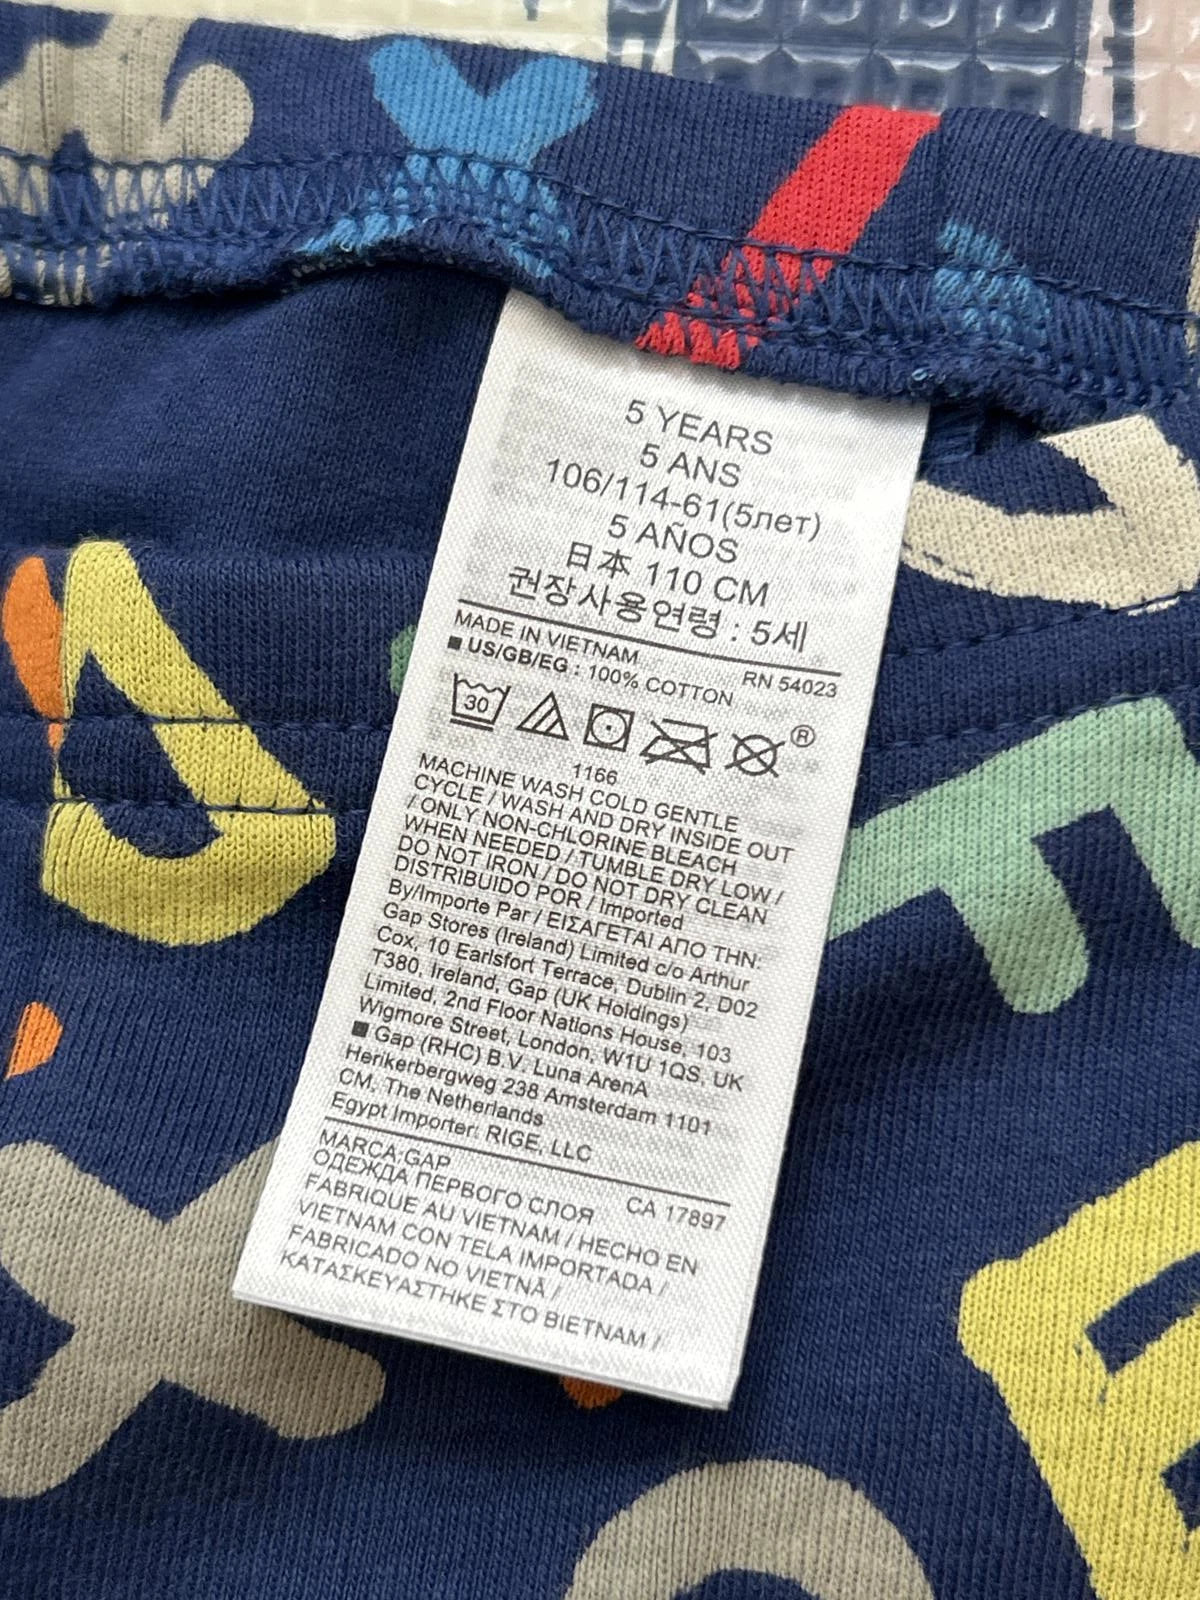 5 YEARS
5 ANS
106/114-61(5лет)
5 AÑOS
日本 110 CM
권장사용연령 : 5세
MADE IN VIETNAM
RN 54023
■ US/GB/EG : 100% COTTON
30
®
1166
MACHINE WASH COLD GENTLE
CYCLE / WASH AND DRY INSIDE OUT
/ ONLY NON-CHLORINE BLEACH
WHEN NEEDED / TUMBLE DRY LOW /
DO NOT IRON / DO NOT DRY CLEAN
DISTRIBUIDO POR / Imported
By/Importe Par / ΕΙΣΑΓΕΤΑΙ ΑΠΟ ΤΗΝ:
Gap Stores (Ireland) Limited c/o Arthur
Cox, 10 Earlsfort Terrace, Dublin 2, D02
T380, Ireland, Gap (UK Holdings)
Limited, 2nd Floor Nations House, 103
Wigmore Street, London, W1U 1QS, UK
■ Gap (RHC) B.V, Luna ArenA
Herikerbergweg 238 Amsterdam 1101
CM. The Netherlands
Egypt Importer: RIGE, LLC
MARCA:GAP
CA 17897
ОДЕЖДА ПЕРВОГО СЛОЯ
FABRIQUE AU VIETNAM / HECHO EN
VIETNAM CON TELA IMPORTADA /
FABRICADO NO VIETNÃ /
ΚΑΤΑΣΚΕΥΑΣΤΗΚΕ ΣΤΟ ΒΙΕΤΝΑΜ /